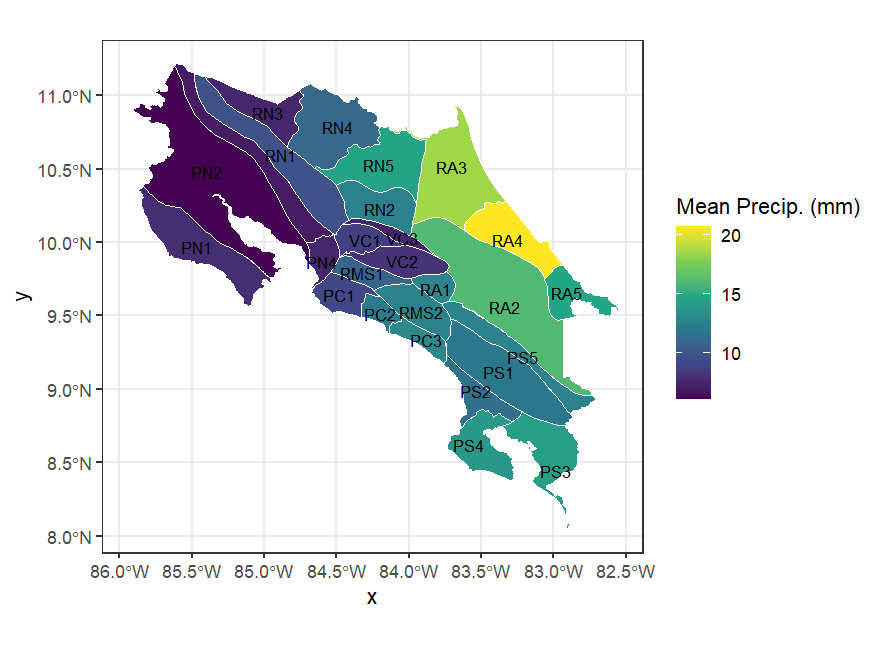 Mean Precip. (mm)
20
15
10
11.0°N
10.5°N
10.0°N
9.5°N
9.0°N
8.5°N
8.0°N
y
RN3
RN4
RN1
RN5
RA3
PN2
RN2
VC1
VC3
RA4
PN1
PN4
VC2
RMS1
PC1
RA1
RA5
PC2
RMS2
RA2
PC3
PS5
PS1
PS2
PS4
PS3
86.0°W 85.5°W 85.0°W 84.5°W 84.0°W 83.5°W 83.0°W 82.5°W
x